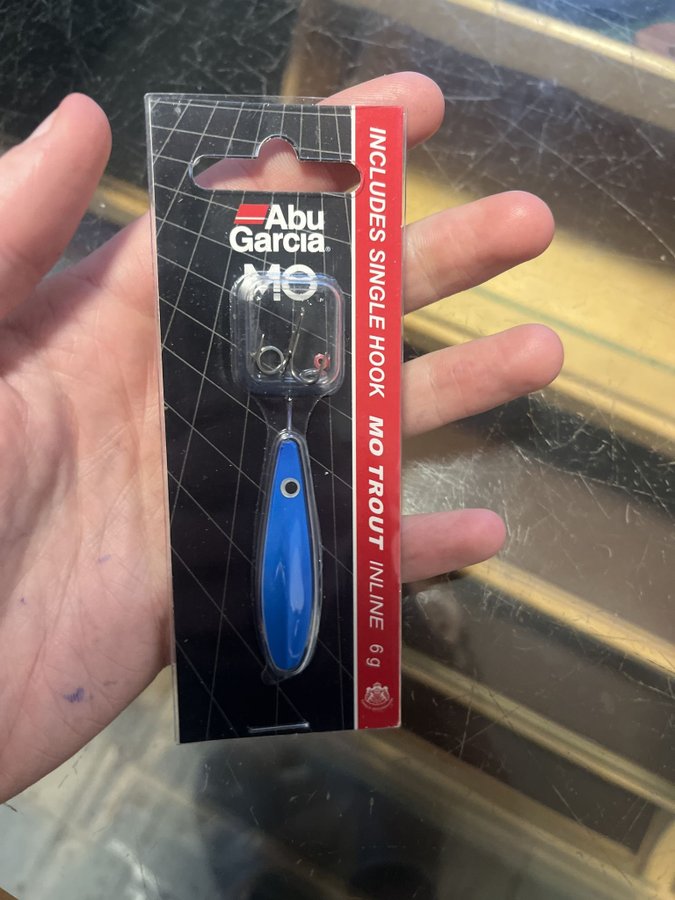 Abu
Garcia®
MO
INCLUDES SINGLE HOOK MO TROUT INLINE 6g